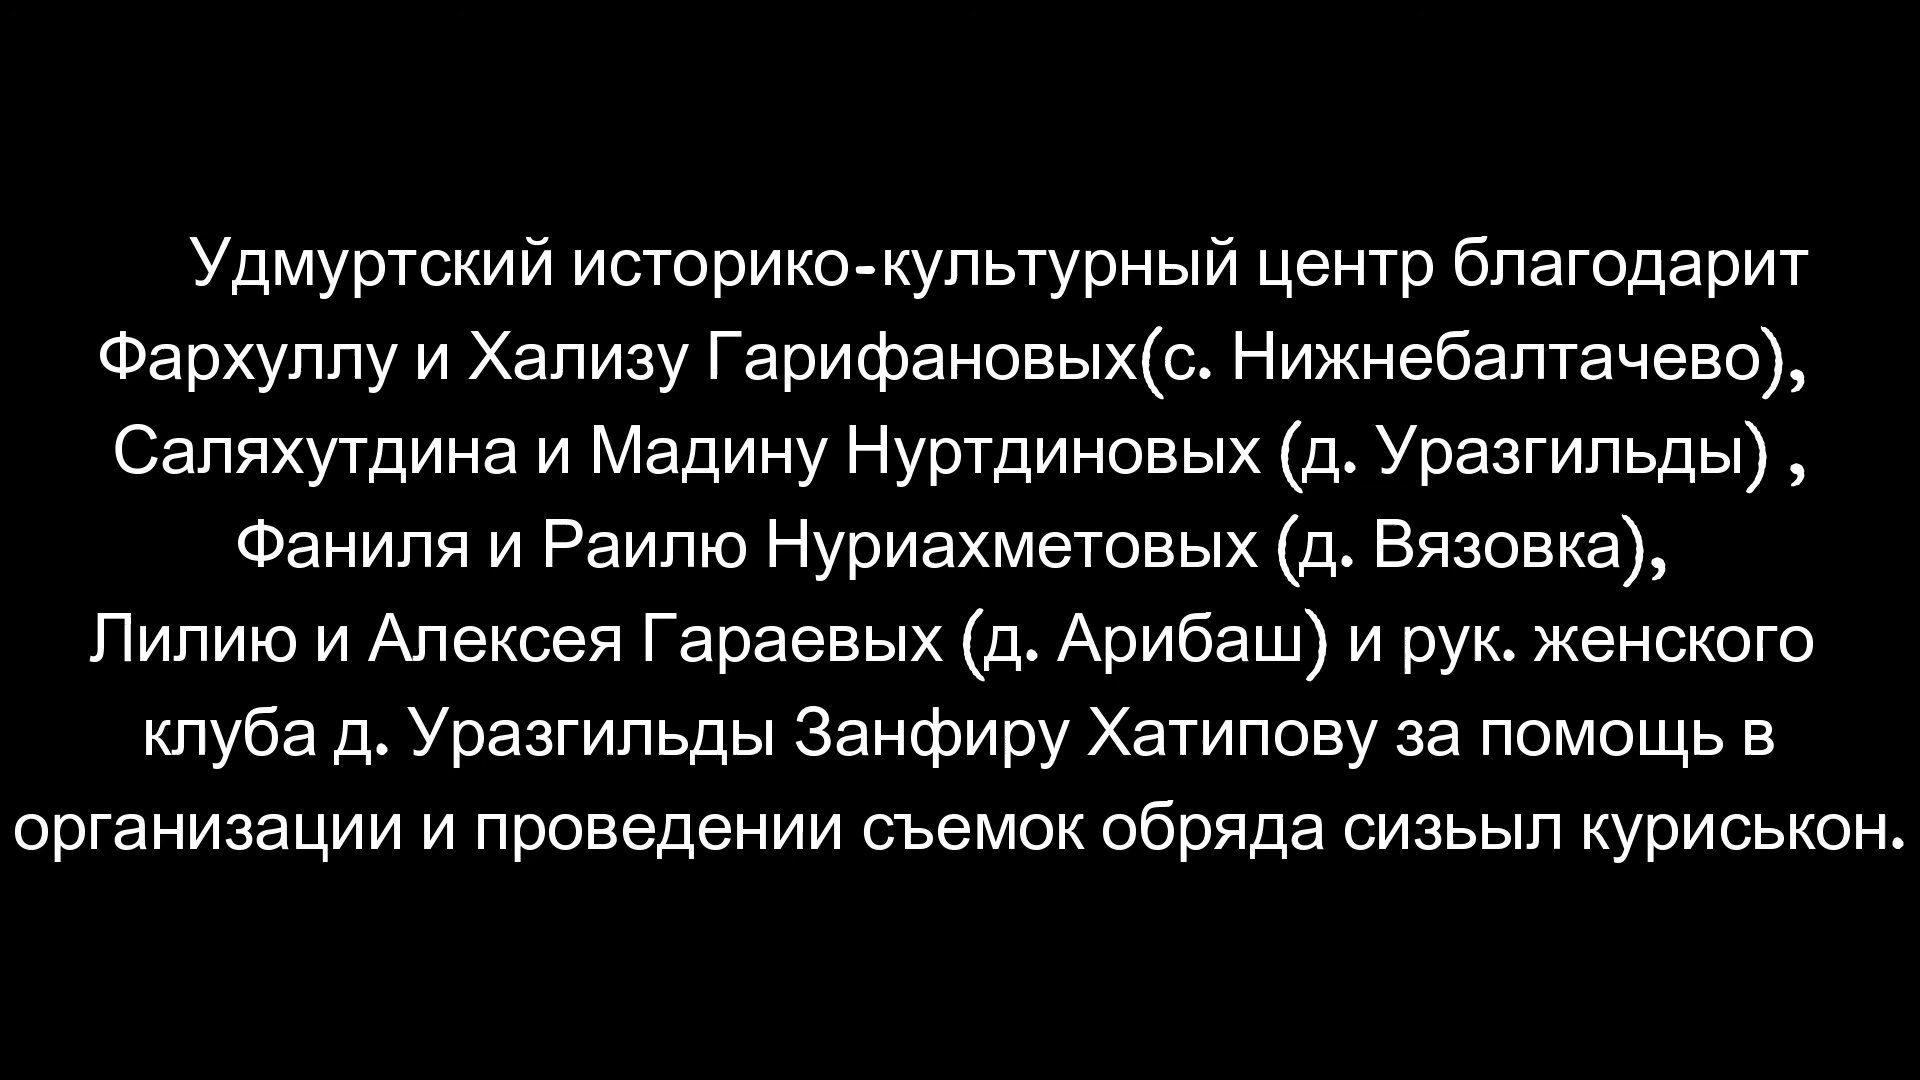 Удмуртский историко-культурный центр благодарит
Фархуллу и Хализу Гарифановых(с. Нижнебалтачево),
Саляхутдина и Мадину Нуртдиновых (д. Уразгильды) ,
Фаниля и Раилю Нуриахметовых (д. Вязовка),
Лилию и Алексея Гараевых (д. Арибаш) и рук. женского
клуба д. Уразгильды Занфиру Хатипову за помощь в
организации и проведении съемок обряда сизьыл куриськон.